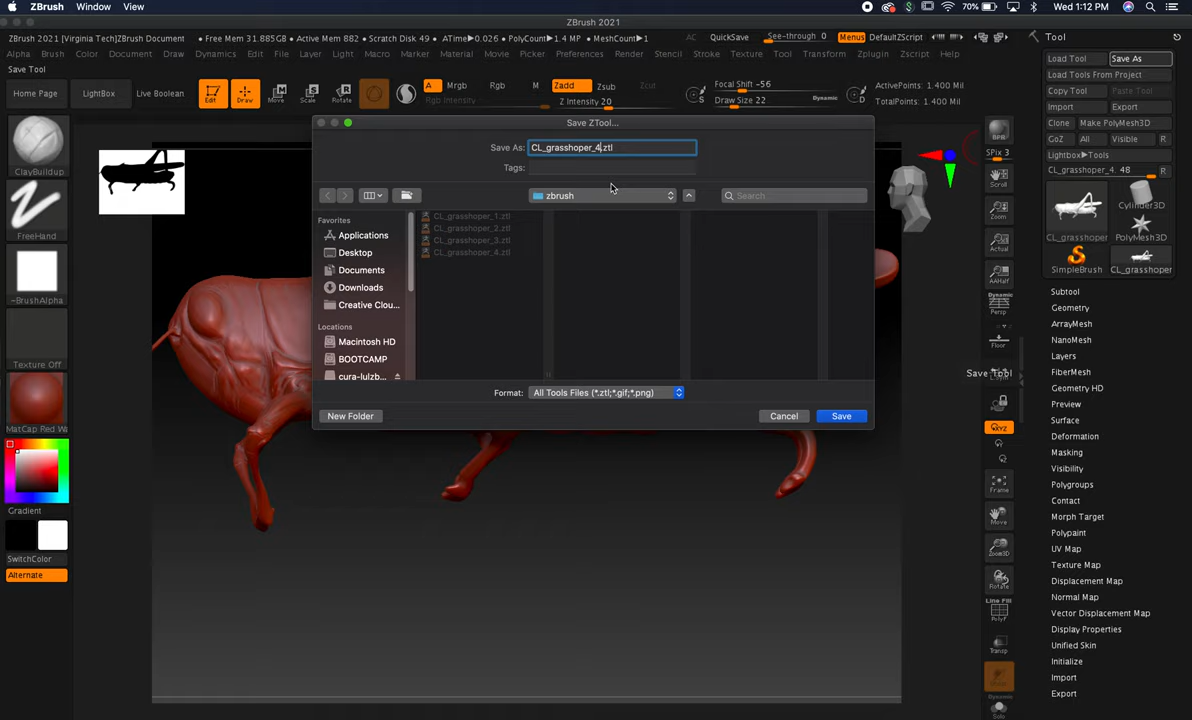 ZBrush Window Help
70% Wed 1:12 PM
ZBrush 2021
ZBrush 2021 [Virginia Tech]ZBrush Document • Free Mem 31.885GB • Active Mem 882 • Scratch Disk 49 • ATime▶0.026 • PolyCount▶1.4 MP • MeshCount▶1 AC QuickSave See-through 0 Menus DefaultZScript
Alpha Brush Color Document Draw Dynamics Edit File Layer Light Macro Marker Material Movie Picker Preferences Render Stencil Stroke Texture Tool Transform Zplugin Zscript Help
Save Tool
Home Page LightBox Live Boolean Edit Draw Move Scale Rotate A Mrgb Rgb M Zadd Zsub Zcut
Rgb Intensity Z Intensity 20
S Focal Shift -56
Draw Size 22 Dynamic D
ActivePoints: 1.400 Mil
TotalPoints: 1.400 Mil
Tool
Load Tool Save As
Load Tools From Project
Copy Tool Paste Tool
Import Export
Clone Make PolyMesh3D
GoZ All Visible R
Lightbox▶Tools
CL_grasshoper_4. 48 R
CL_grasshoper Cylinder3D
PolyMesh3D
SimpleBrush CL_grasshoper
Subtool
Geometry
ArrayMesh
NanoMesh
Layers
FiberMesh
Geometry HD
Preview
Surface
Deformation
Masking
Visibility
Polygroups
Contact
Morph Target
Polypaint
UV Map
Texture Map
Displacement Map
Normal Map
Vector Displacement Map
Display Properties
Unified Skin
Initialize
Import
Export
BPR
SPix 3
Scroll
Zoom
Actual
AAHalf
Persp
Floor
Save Tool
XYZ
Frame
Move
Zoom3D
Rotate
Line Fill
PolyF
Transp
Dynamic
Solo
ClayBuildup
FreeHand
~BrushAlpha
Texture Off
MatCap Red W
Gradient
SwitchColor
Alternate
Save ZTool...
Save As: CL_grasshoper_4.ztl
Tags:
zbrush
Search
Favorites
Applications
Desktop
Documents
Downloads
Creative Clou...
Locations
Macintosh HD
BOOTCAMP
cura-lulzb...
CL_grasshoper_1.ztl
CL_grasshoper_2.ztl
CL_grasshoper_3.ztl
CL_grasshoper_4.ztl
Format: All Tools Files (*.ztl;*.gif;*.png)
New Folder Cancel Save